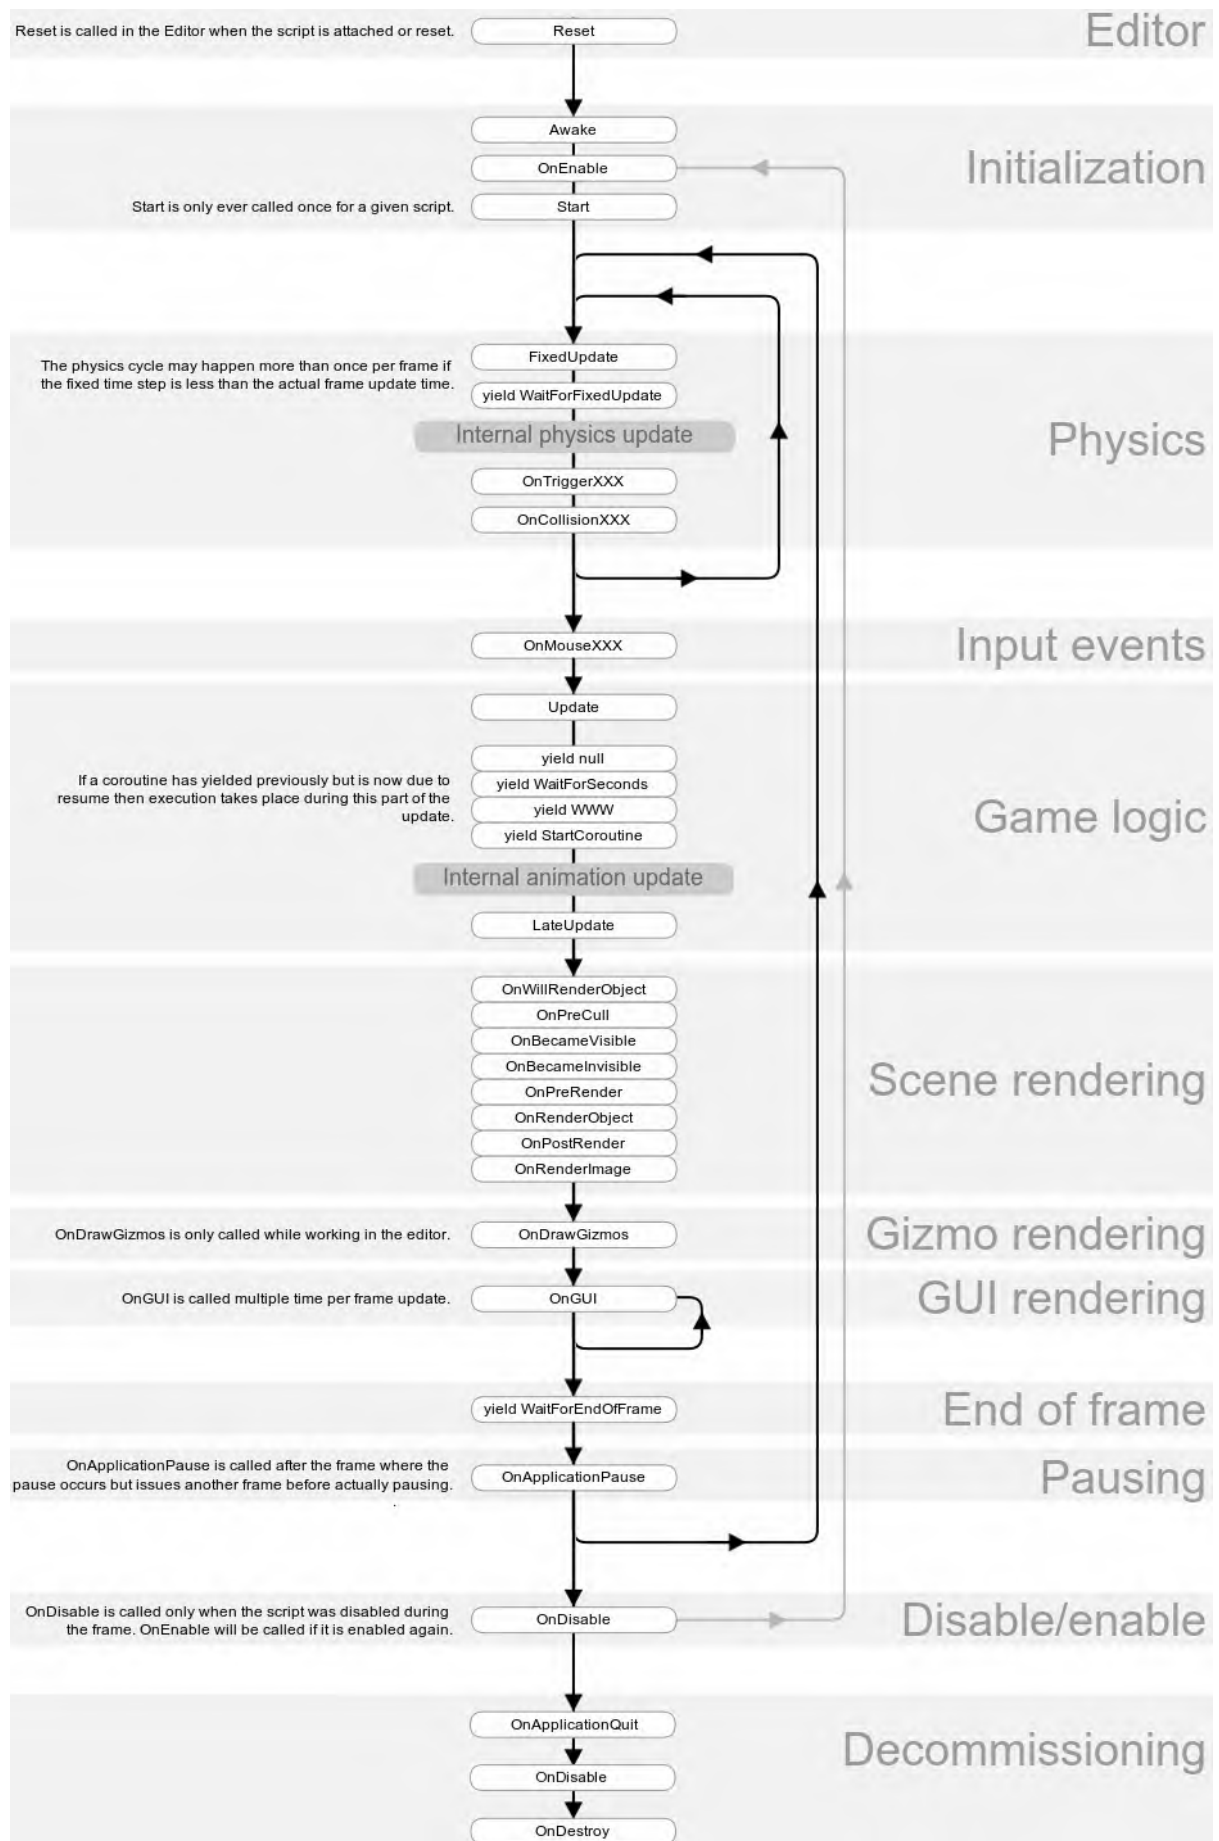 Editor
Reset is called in the Editor when the script is attached or reset.
Reset
Initialization
Awake
OnEnable
Start is only ever called once for a given script.
Start
Physics
FixedUpdate
The physics cycle may happen more than once per frame if
the fixed time step is less than the actual frame update time.
yield WaitForFixedUpdate
Internal physics update
OnTriggerXXX
OnCollisionXXX
Input events
OnMouseXXX
Game logic
Update
yield null
If a coroutine has yielded previously but is now due to
resume then execution takes place during this part of the
update.
yield WaitForSeconds
yield WWW
yield StartCoroutine
Internal animation update
LateUpdate
Scene rendering
OnWillRenderObject
OnPreCull
OnBecameVisible
OnBecameInvisible
OnPreRender
OnRenderObject
OnPostRender
OnRenderImage
Gizmo rendering
OnDrawGizmos is only called while working in the editor.
OnDrawGizmos
GUI rendering
OnGUI is called multiple time per frame update.
OnGUI
End of frame
yield WaitForEndOfFrame
Pausing
OnApplicationPause is called after the frame where the
pause occurs but issues another frame before actually pausing.
.
OnApplicationPause
Disable/enable
OnDisable is called only when the script was disabled during
the frame. OnEnable will be called if it is enabled again.
OnDisable
Decommissioning
OnApplicationQuit
OnDisable
OnDestroy